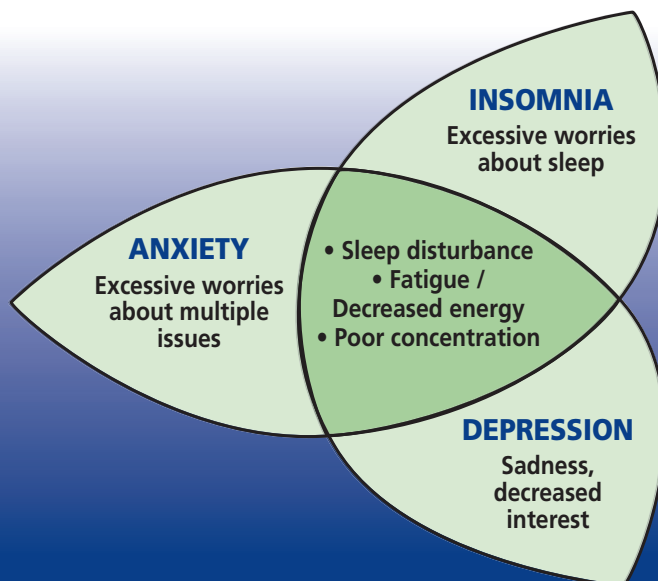 INSOMNIA
Excessive worries
about sleep
ANXIETY
Excessive worries
about multiple
issues
• Sleep disturbance
• Fatigue /
Decreased energy
• Poor concentration
DEPRESSION
Sadness,
decreased
interest